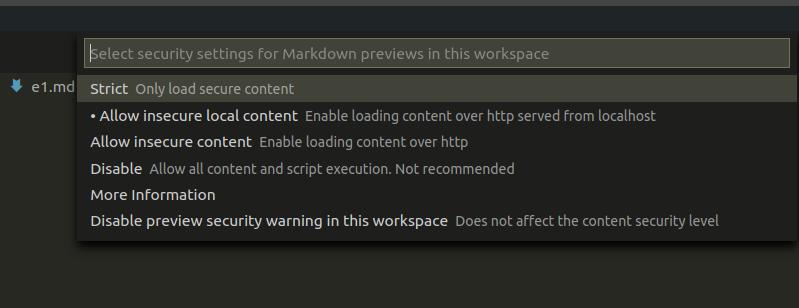 Select security settings for Markdown previews in this workspace
e1.md
Strict Only load secure content
• Allow insecure local content Enable loading content over http served from localhost
Allow insecure content Enable loading content over http
Disable Allow all content and script execution. Not recommended
More Information
Disable preview security warning in this workspace Does not affect the content security level